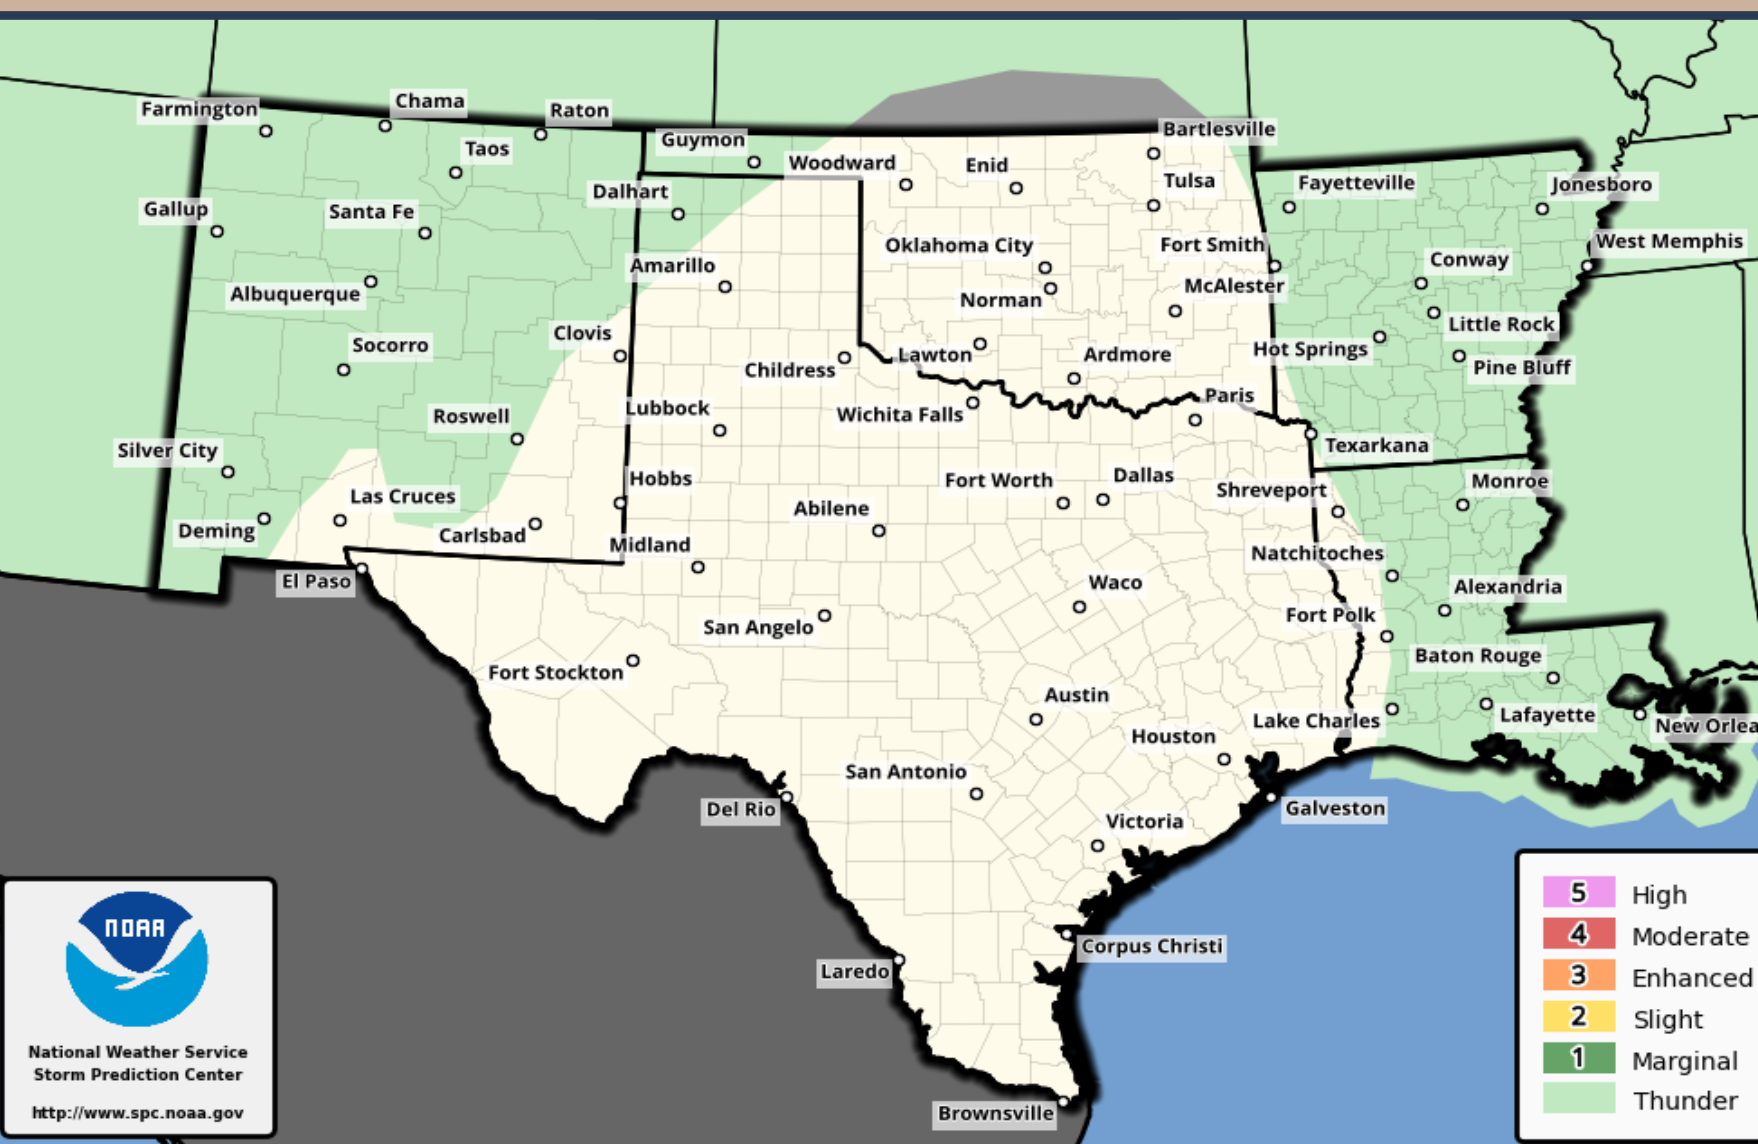 Farmington
Chama
Raton
Guymon
Bartlesville
Taos
Woodward
Enid
Tulsa
Fayetteville
Jonesboro
Dalhart
Gallup
Santa Fe
Oklahoma City
Fort Smith
West Memphis
Amarillo
Conway
Albuquerque
Norman
McAlester
Clovis
Little Rock
Socorro
Childress
Lawton
Ardmore
Hot Springs
Pine Bluff
Roswell
Lubbock
Wichita Falls
Paris
Silver City
Texarkana
Hobbs
Fort Worth
Dallas
Shreveport
Monroe
Las Cruces
Abilene
Deming
Carlsbad
Midland
Natchitoches
El Paso
Waco
Alexandria
San Angelo
Fort Polk
Fort Stockton
Baton Rouge
Austin
Lake Charles
Lafayette
New Orlea
Houston
San Antonio
Del Rio
Galveston
Victoria
Corpus Christi
Laredo
Brownsville
NOAA
National Weather Service
Storm Prediction Center
http://www.spc.noaa.gov
5 High
4 Moderate
3 Enhanced
2 Slight
1 Marginal
Thunder